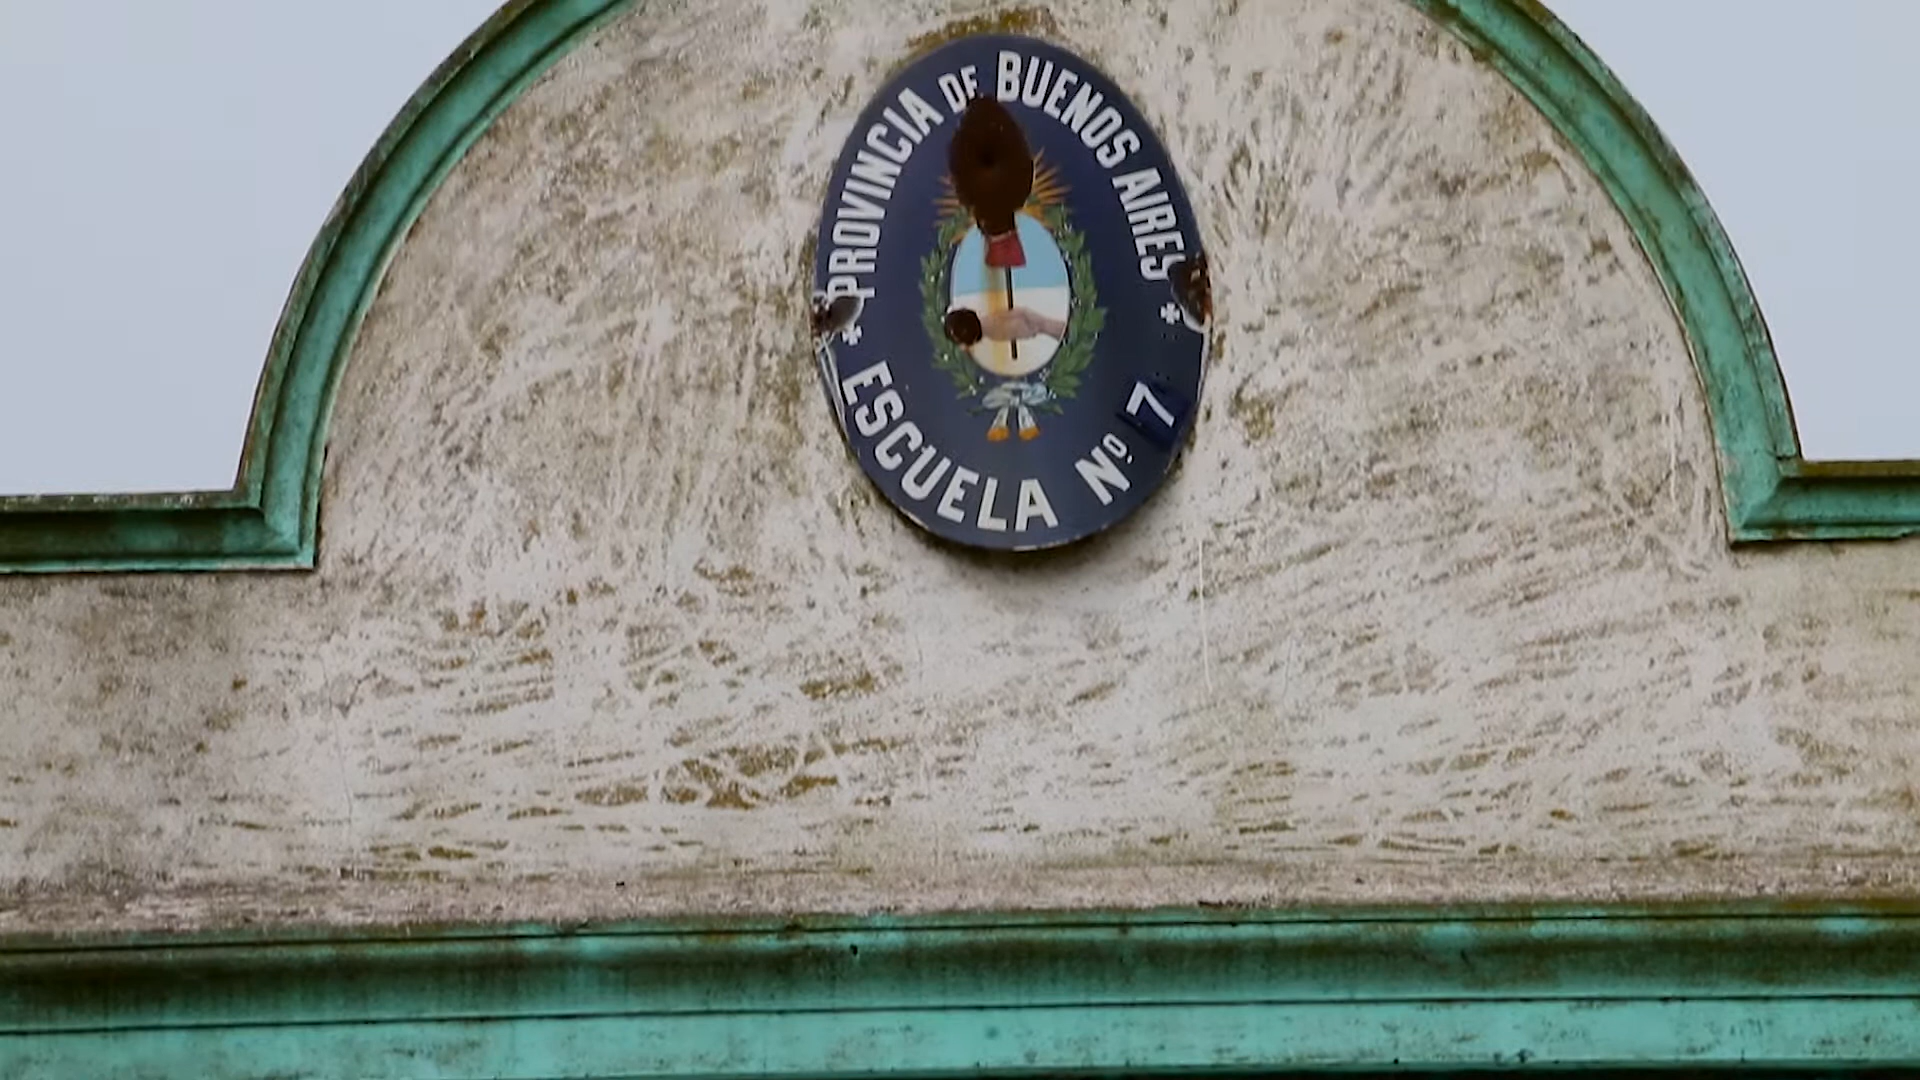 * PROVINCIA DE BUENOS AIRES *
ESCUELA Nº 7